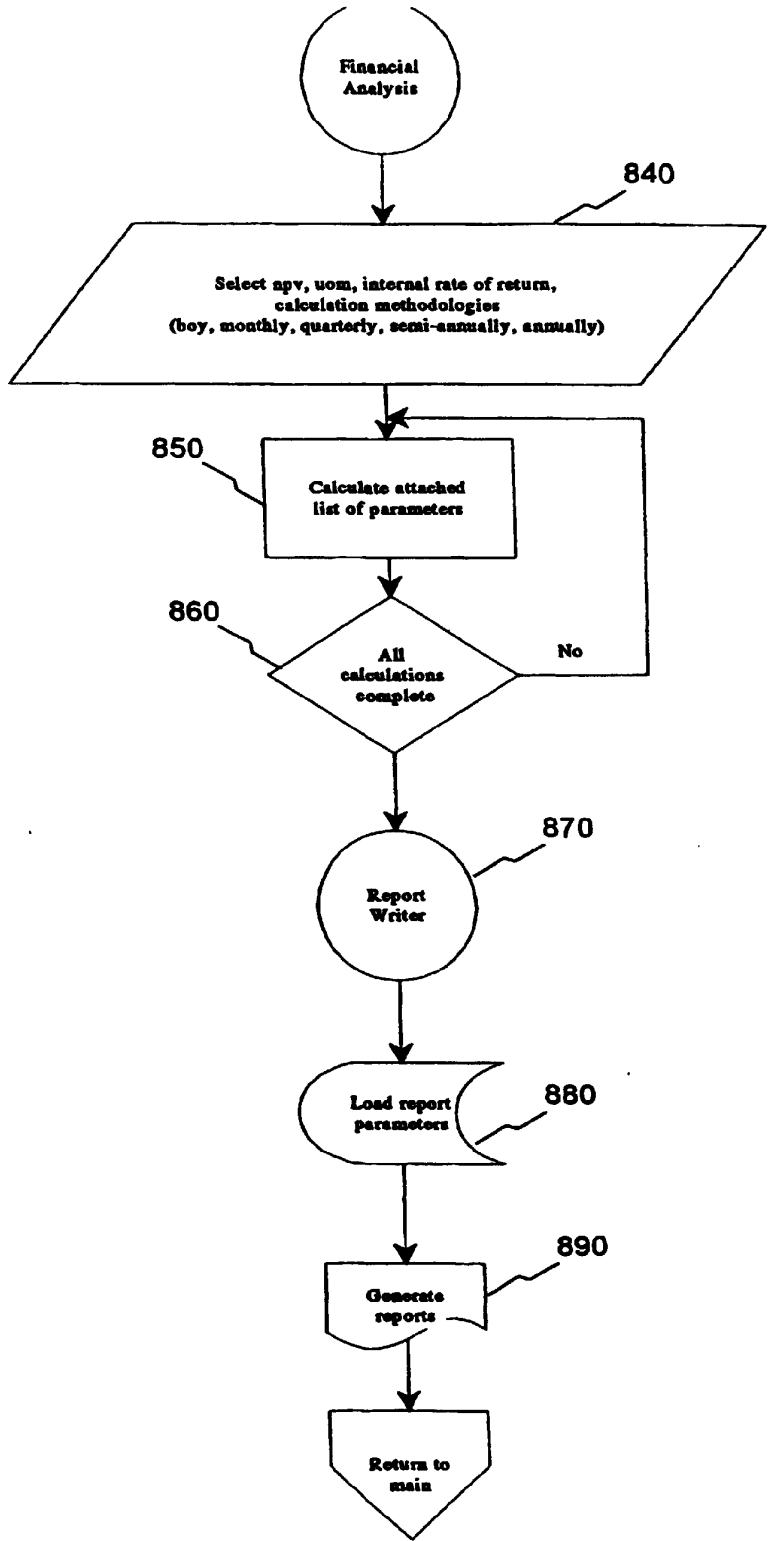 Financial
Analysis
840
Select npv, uom, internal rate of return,
calculation methodologies
(boy, monthly, quarterly, semi-annually, annually)
850
Calculate attached
list of parameters
860
All
calculations
complete
No
870
Report
Writer
Load report
parameters
880
890
Generate
reports
Return to
main